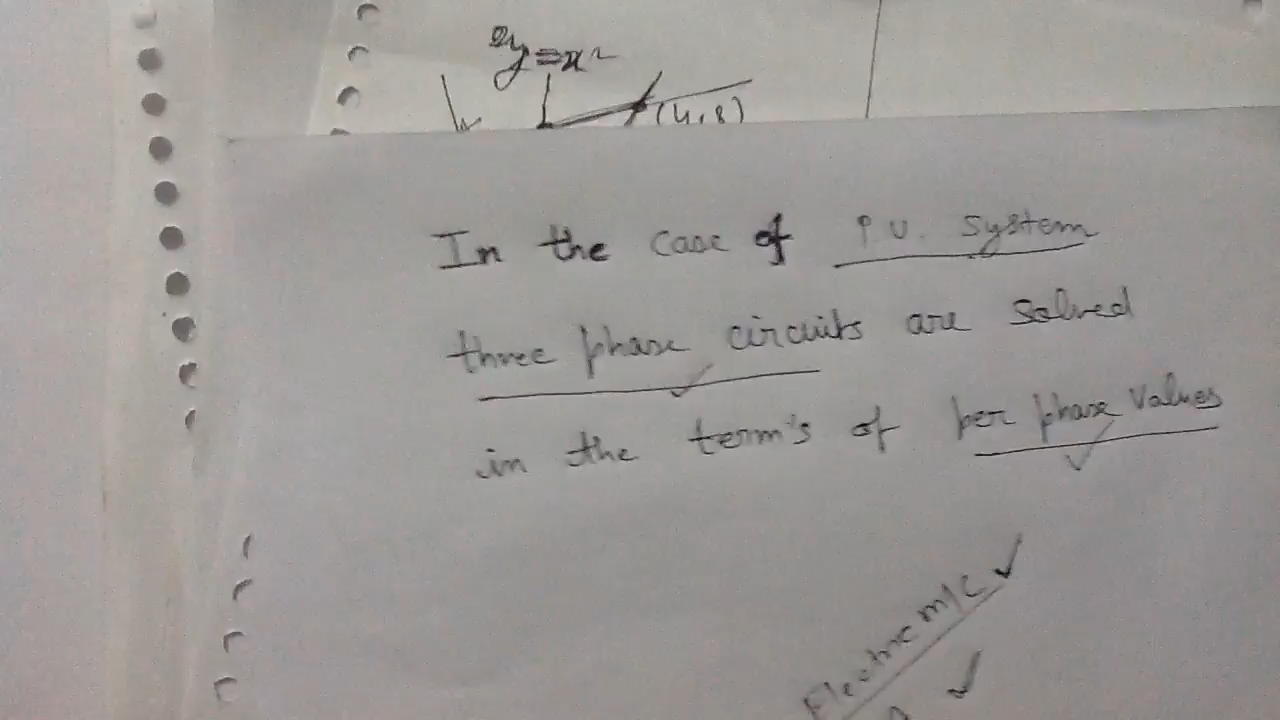 2y=x²
(4,8)
In the case of P.U. system
three phase circuits are solved
in the term's of per phase values
Electric m/c